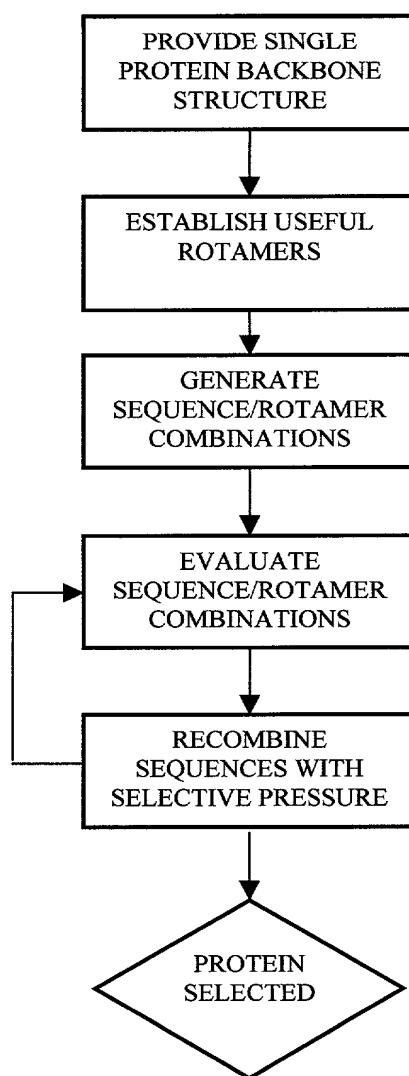 PROVIDE SINGLE
PROTEIN BACKBONE
STRUCTURE
ESTABLISH USEFUL
ROTAMERS
GENERATE
SEQUENCE/ROTAMER
COMBINATIONS
EVALUATE
SEQUENCE/ROTAMER
COMBINATIONS
RECOMBINE
SEQUENCES WITH
SELECTIVE PRESSURE
PROTEIN
SELECTED